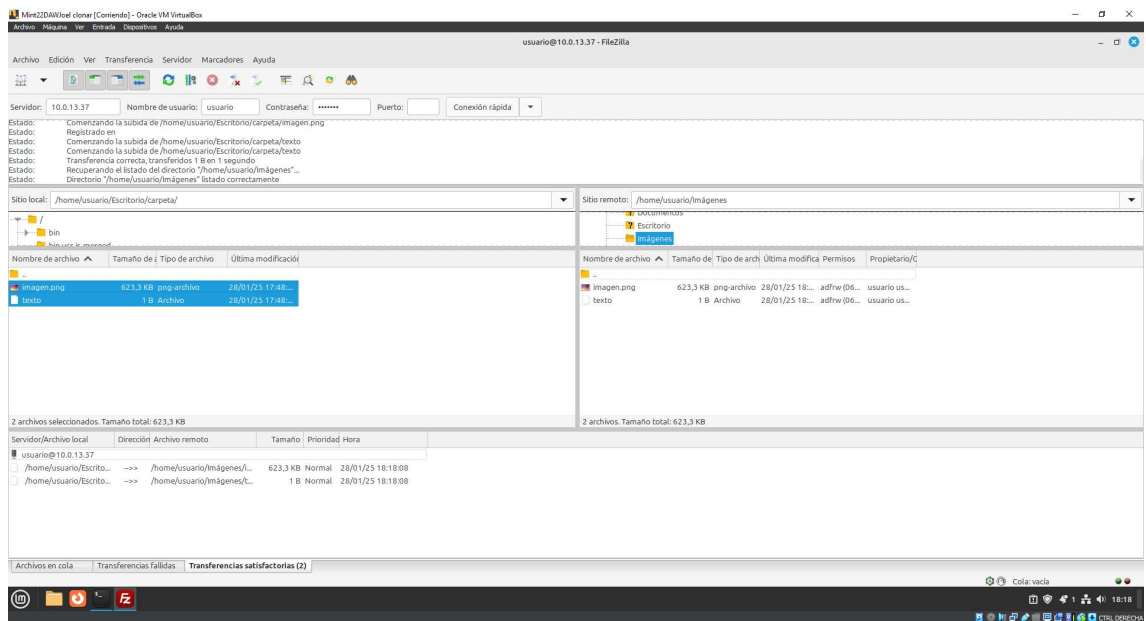 Mint22DAWJoel clonar [Corriendo] - Oracle VM VirtualBox
Archivo Máquina Ver Entrada Dispositivos Ayuda
usuario@10.0.13.37 - FileZilla
Archivo Edición Ver Transferencia Servidor Marcadores Ayuda
Servidor: 10.0.13.37 Nombre de usuario: usuario Contraseña: ••••••• Puerto: Conexión rápida
Estado: Comenzando la subida de /home/usuario/Escritorio/carpeta/imagen.png
Estado: Registrado en
Estado: Comenzando la subida de /home/usuario/Escritorio/carpeta/texto
Estado: Comenzando la subida de /home/usuario/Escritorio/carpeta/texto
Estado: Transferencia correcta, transferidos 1 B en 1 segundo
Estado: Recuperando el listado del directorio "/home/usuario/Imágenes"...
Estado: Directorio "/home/usuario/Imágenes" listado correctamente
Sitio local: /home/usuario/Escritorio/carpeta/
Sitio remoto: /home/usuario/Imágenes
/
bin
Documentos
Escritorio
Imágenes
Nombre de archivo Tamaño de a Tipo de archivo Última modificación
..
imagen.png 623,3 KB png-archivo 28/01/25 17:48:...
texto 1 B Archivo 28/01/25 17:48:...
2 archivos seleccionados. Tamaño total: 623,3 KB
Nombre de archivo Tamaño de Tipo de arch Última modifica Permisos Propietario/G
..
imagen.png 623,3 KB png-archivo 28/01/25 18:... adfrw (06... usuario us...
texto 1 B Archivo 28/01/25 18:... adfrw (06... usuario us...
2 archivos. Tamaño total: 623,3 KB
Servidor/Archivo local Dirección Archivo remoto Tamaño Prioridad Hora
usuario@10.0.13.37
/home/usuario/Escrito... -->> /home/usuario/Imágenes/i... 623,3 KB Normal 28/01/25 18:18:08
/home/usuario/Escrito... -->> /home/usuario/Imágenes/t... 1 B Normal 28/01/25 18:18:08
Archivos en cola Transferencias fallidas Transferencias satisfactorias (2)
Cola: vacía
1 18:18
CTRL DERECHA